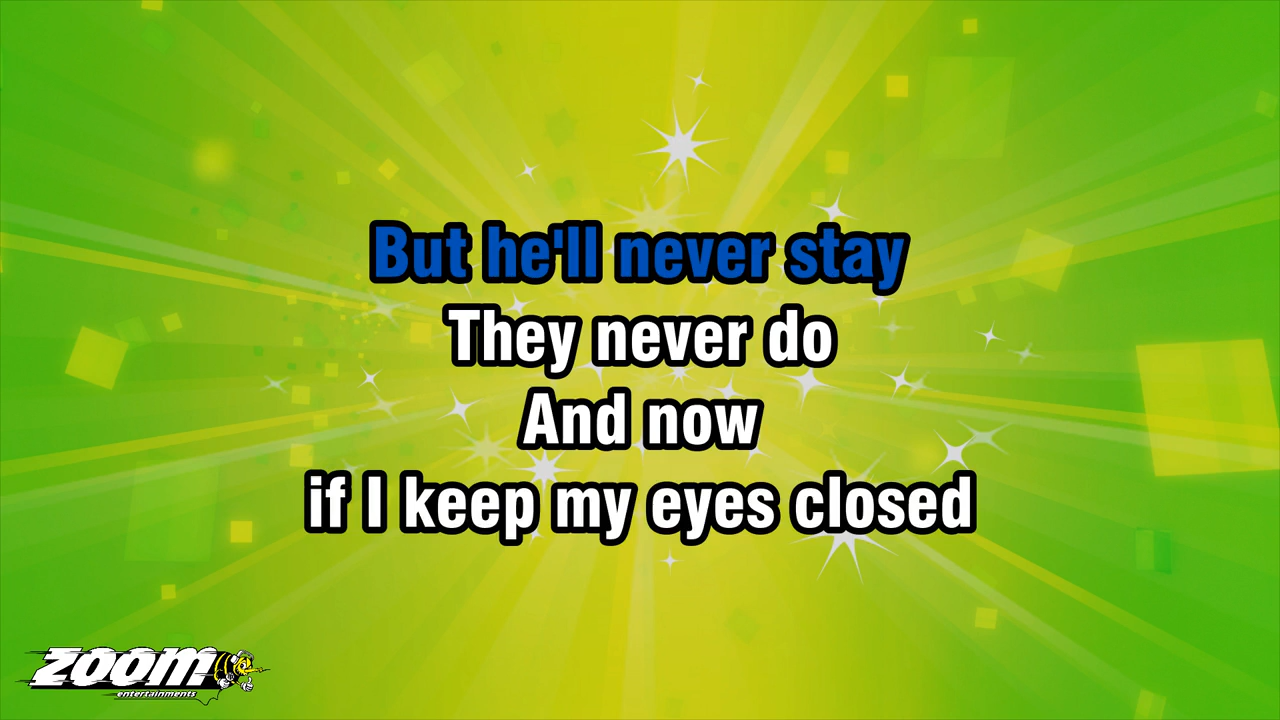 But he'll never stay
They never do
And now
if I keep my eyes closed
zoom
entertainments